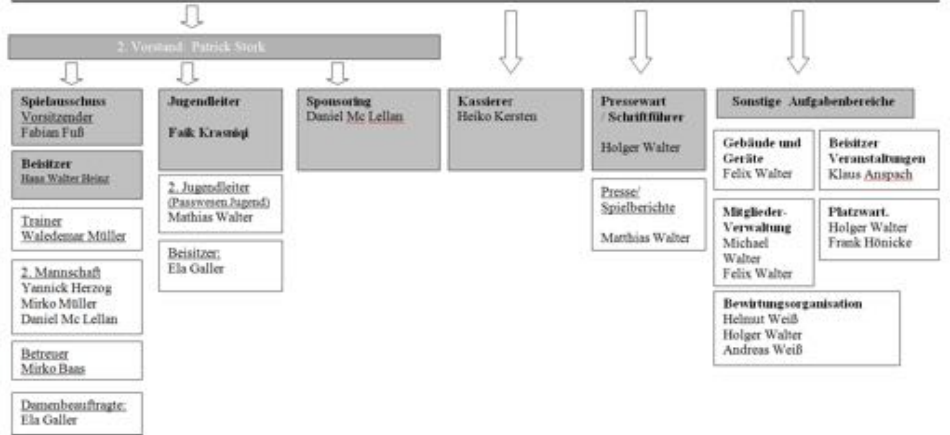 2. Vorstand: Patrick Stork
Spielausschuss
Vorsitzender
Fabian Fuß
Beisitzer
Hans Walter Heinz
Trainer
Waledemar Müller
2. Mannschaft
Yannick Herzog
Mirko Müller
Daniel Mc Lellan
Betreuer
Mirko Baas
Damenbeauftragte:
Ela Galler
Jugendleiter
Faik Krasniqi
2. Jugendleiter
(Passwesen Jugend)
Mathias Walter
Beisitzer:
Ela Galler
Sponsoring
Daniel Mc Lellan
Kassierer
Heiko Kersten
Pressewart
/ Schriftführer
Holger Walter
Presse/
Spielberichte
Matthias Walter
Sonstige Aufgabenbereiche
Gebäude und
Geräte
Felix Walter
Beisitzer
Veranstaltungen
Klaus Anspach
Mitglieder-
Verwaltung
Michael
Walter
Felix Walter
Platzwart.
Holger Walter
Frank Hönicke
Bewirtungsorganisation
Helmut Weiß
Holger Walter
Andreas Weiß